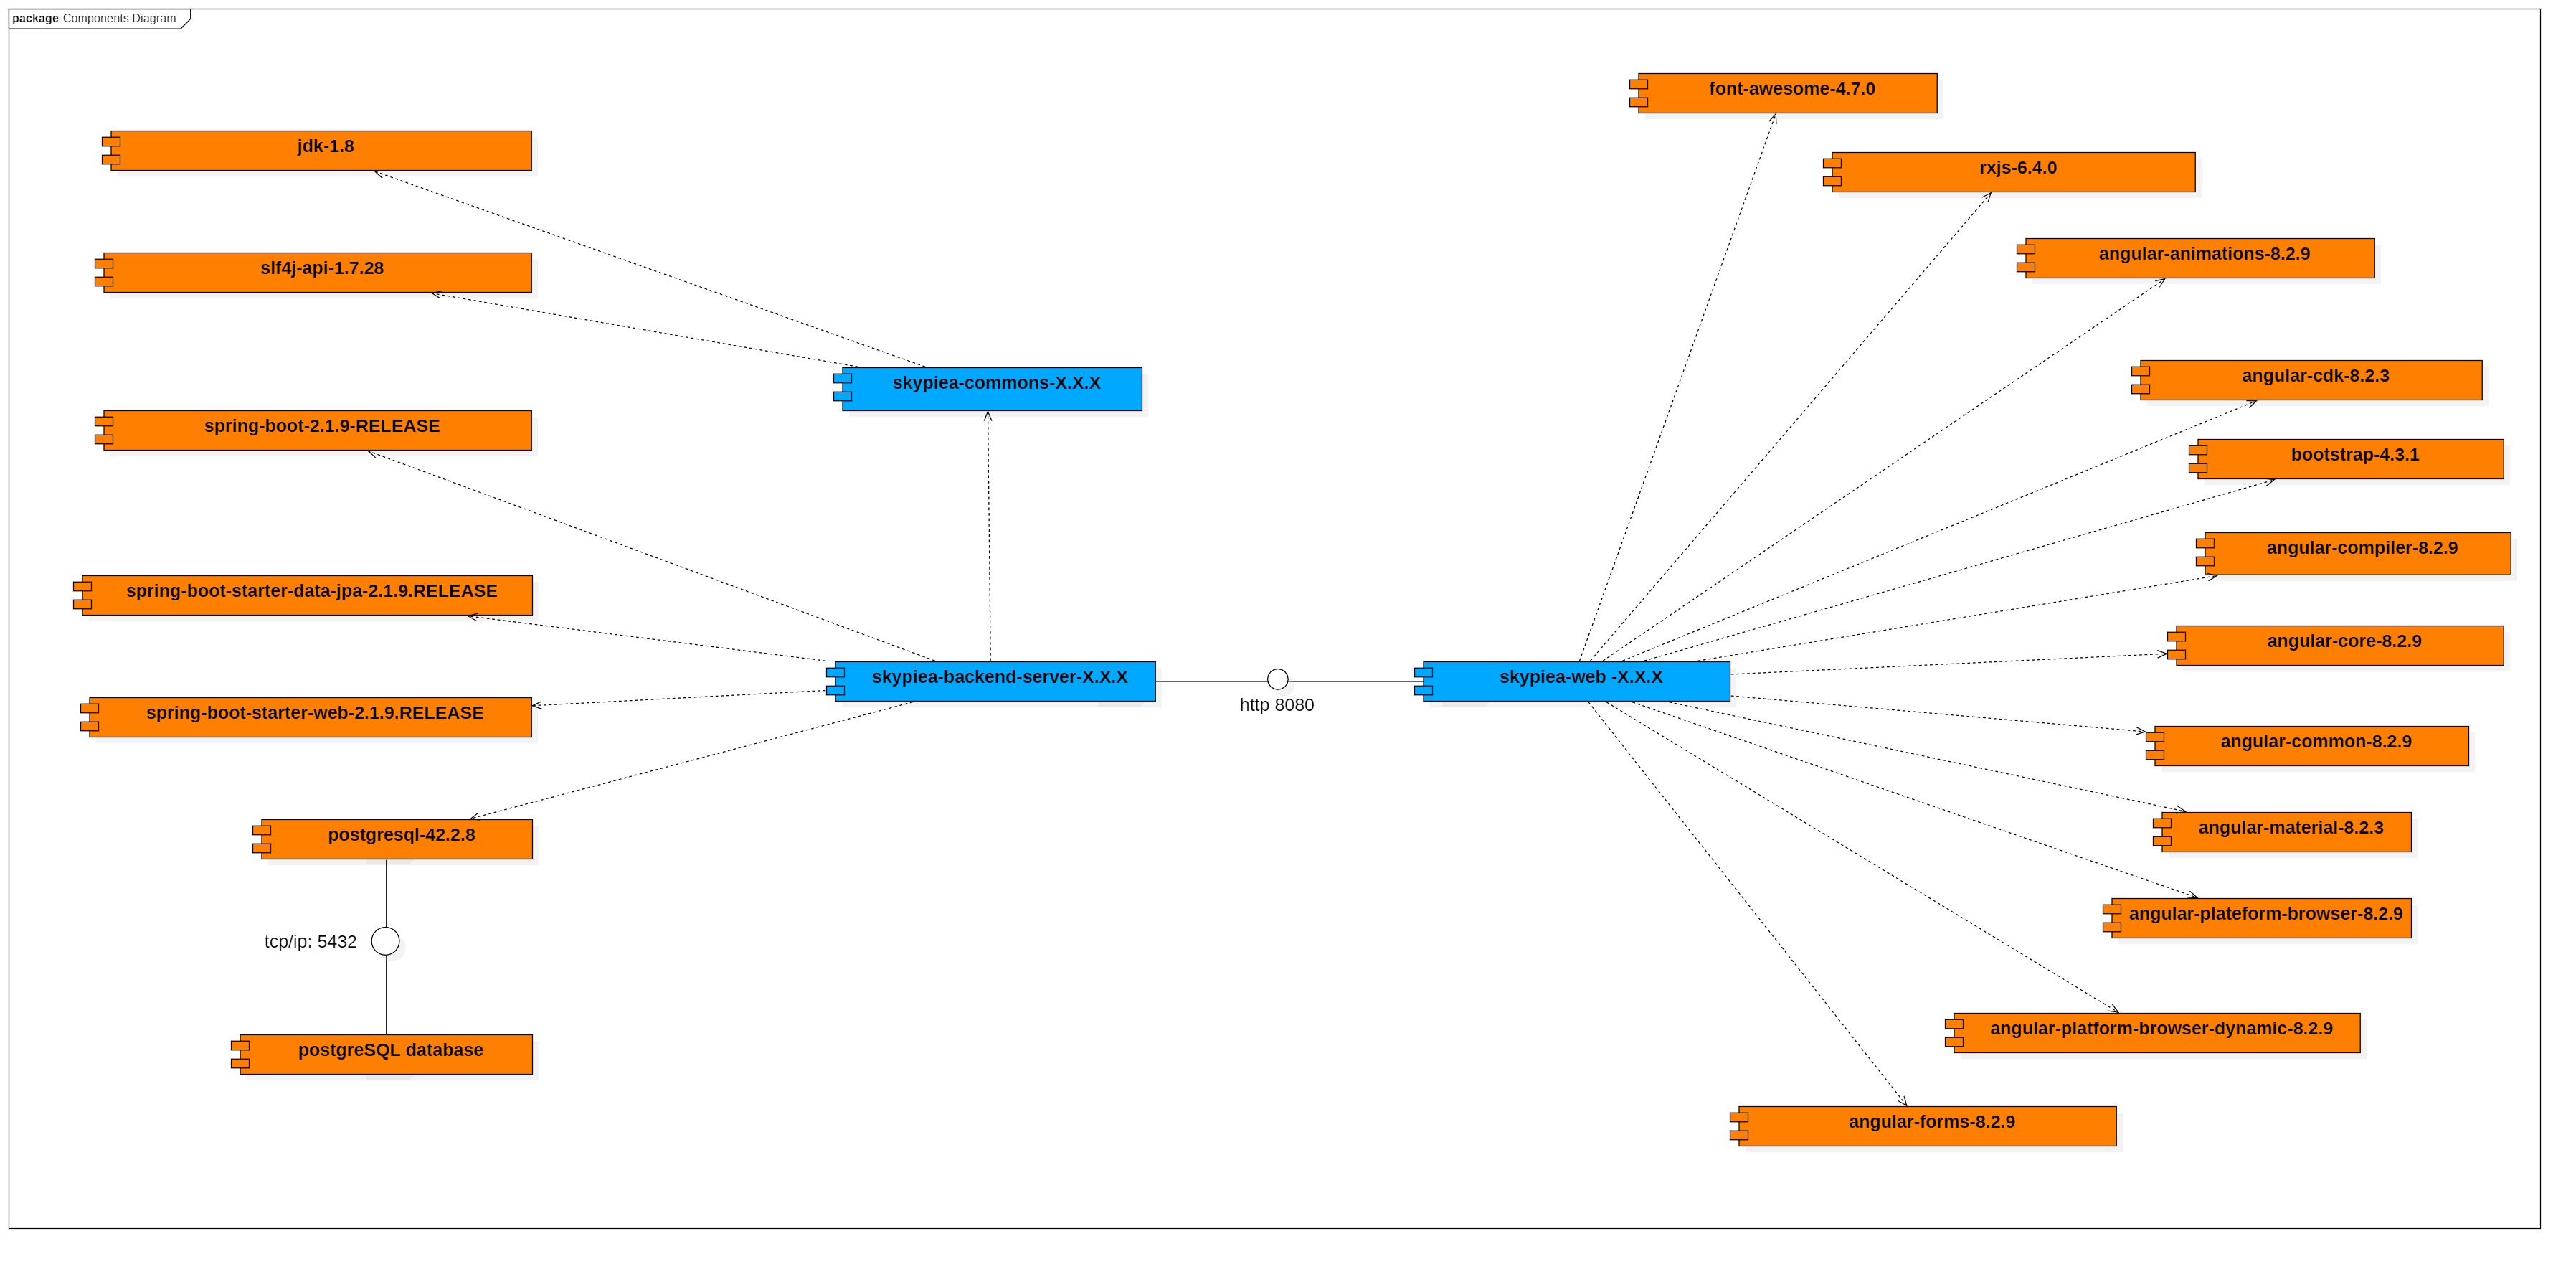 package Components Diagram
font-awesome-4.7.0
jdk-1.8
rxjs-6.4.0
slf4j-api-1.7.28
angular-animations-8.2.9
skypiea-commons-X.X.X
angular-cdk-8.2.3
spring-boot-2.1.9-RELEASE
bootstrap-4.3.1
angular-compiler-8.2.9
spring-boot-starter-data-jpa-2.1.9.RELEASE
angular-core-8.2.9
skypiea-backend-server-X.X.X
skypiea-web -X.X.X
http 8080
spring-boot-starter-web-2.1.9.RELEASE
angular-common-8.2.9
postgresql-42.2.8
angular-material-8.2.3
angular-plateform-browser-8.2.9
tcp/ip: 5432
angular-platform-browser-dynamic-8.2.9
postgreSQL database
angular-forms-8.2.9